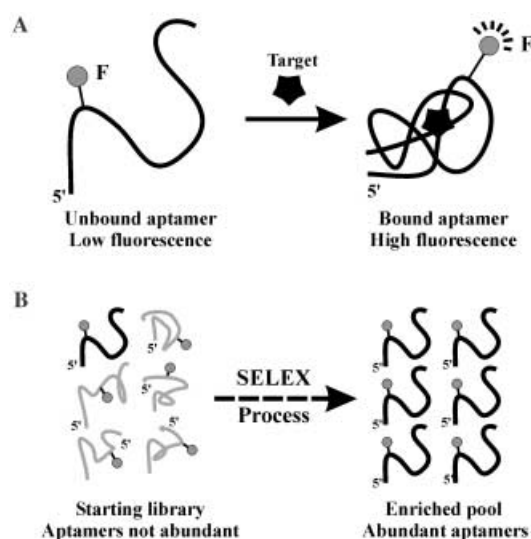 A
F
Target
F
5'
5'
Unbound aptamer
Low fluorescence
Bound aptamer
High fluorescence
B
5'
5'
5'
5'
5'
5'
SELEX
Process
5'
5'
5'
5'
5'
5'
Starting library
Aptamers not abundant
Enriched pool
Abundant aptamers